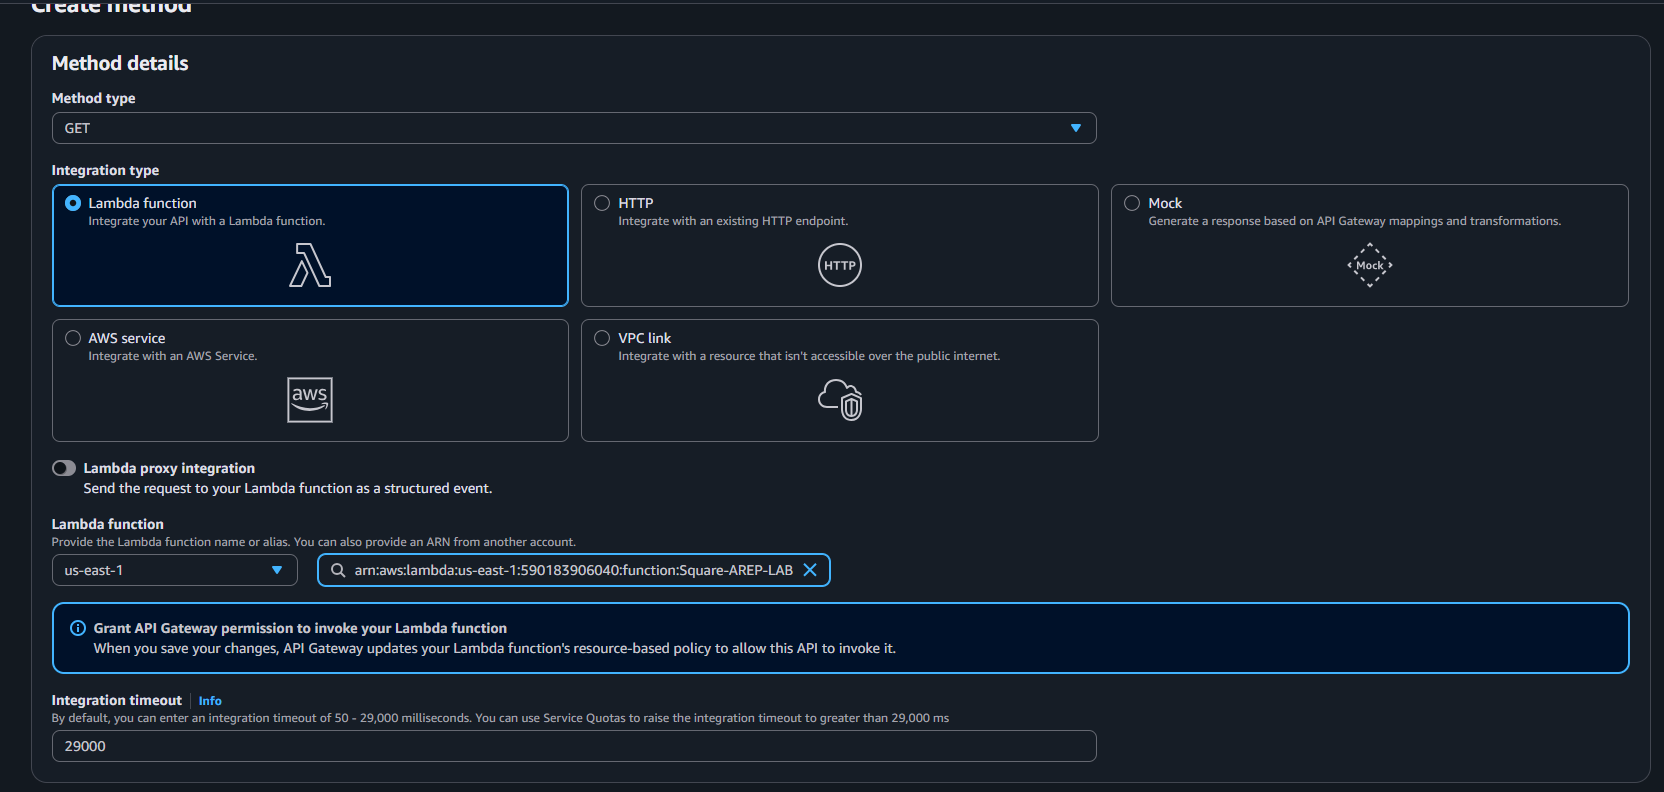 Create method
Method details
Method type
GET
Integration type
Lambda function
Integrate your API with a Lambda function.
HTTP
Integrate with an existing HTTP endpoint.
HTTP
Mock
Generate a response based on API Gateway mappings and transformations.
Mock
AWS service
Integrate with an AWS Service.
aws
VPC link
Integrate with a resource that isn't accessible over the public internet.
Lambda proxy integration
Send the request to your Lambda function as a structured event.
Lambda function
Provide the Lambda function name or alias. You can also provide an ARN from another account.
us-east-1
arn:aws:lambda:us-east-1:590183906040:function:Square-AREP-LAB
Grant API Gateway permission to invoke your Lambda function
When you save your changes, API Gateway updates your Lambda function's resource-based policy to allow this API to invoke it.
Integration timeout Info
By default, you can enter an integration timeout of 50 - 29,000 milliseconds. You can use Service Quotas to raise the integration timeout to greater than 29,000 ms
29000